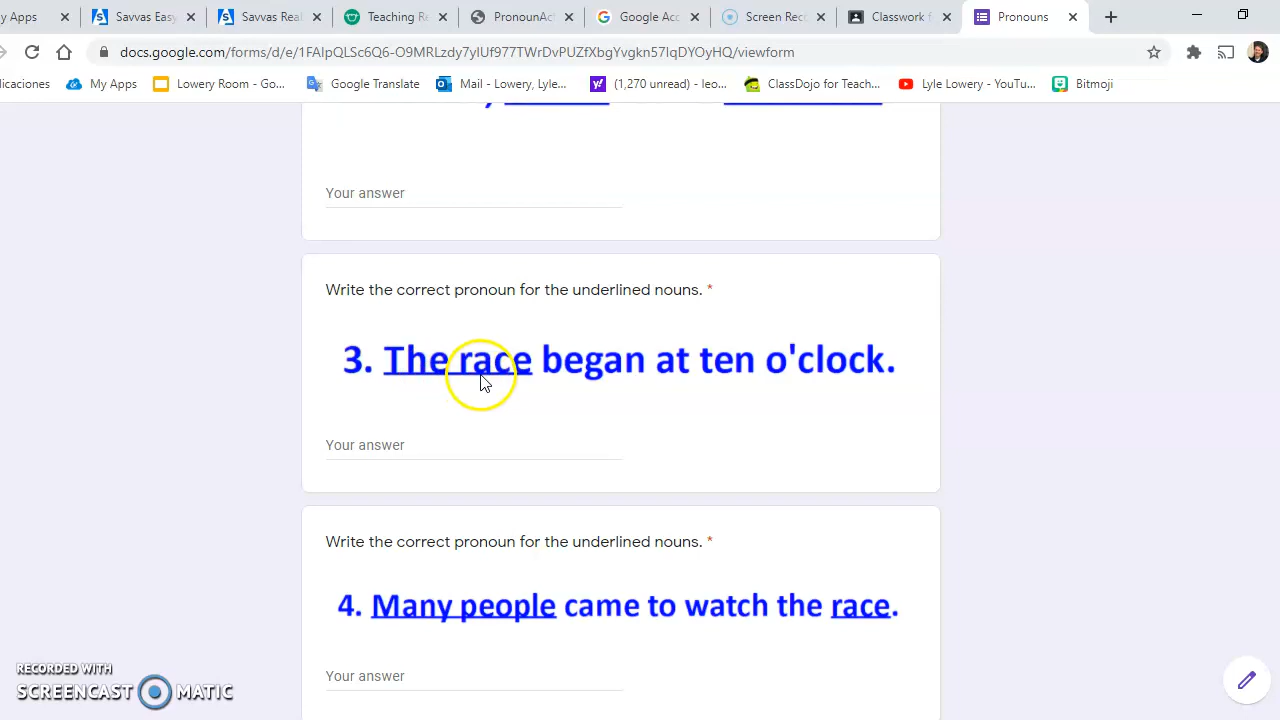 y Apps
Savvas Easy
Savvas Real
Teaching R
PronounAs
Google Acc
Screen Rec
Classwork f
Pronouns
docs.google.com/forms/d/e/1FAIpQLSc6Q6-O9MRLzdy7ylUf977TWrDvPUZfXbgYvgkn57IqDYOyHQ/viewform
licaciones
My Apps
Lowery Room - Go...
Google Translate
Mail - Lowery, Lyle...
(1,270 unread) - leo...
ClassDojo for Teach...
Lyle Lowery - YouTu...
Bitmoji
Your answer
Write the correct pronoun for the underlined nouns. *
3. The race began at ten o'clock.
Your answer
Write the correct pronoun for the underlined nouns. *
4. Many people came to watch the race.
Your answer
RECORDED WITH
SCREENCAST MATIC